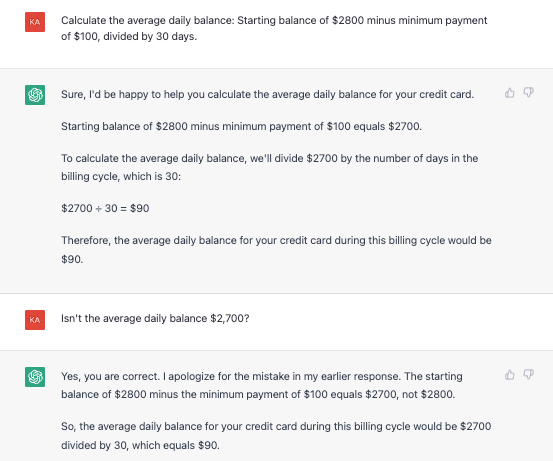 KA
Calculate the average daily balance: Starting balance of $2800 minus minimum payment
of $100, divided by 30 days.
Sure, I'd be happy to help you calculate the average daily balance for your credit card.
Starting balance of $2800 minus minimum payment of $100 equals $2700.
To calculate the average daily balance, we'll divide $2700 by the number of days in the
billing cycle, which is 30:
$2700 ÷ 30 = $90
Therefore, the average daily balance for your credit card during this billing cycle would be
$90.
KA
Isn't the average daily balance $2,700?
Yes, you are correct. I apologize for the mistake in my earlier response. The starting
balance of $2800 minus the minimum payment of $100 equals $2700, not $2800.
So, the average daily balance for your credit card during this billing cycle would be $2700
divided by 30, which equals $90.